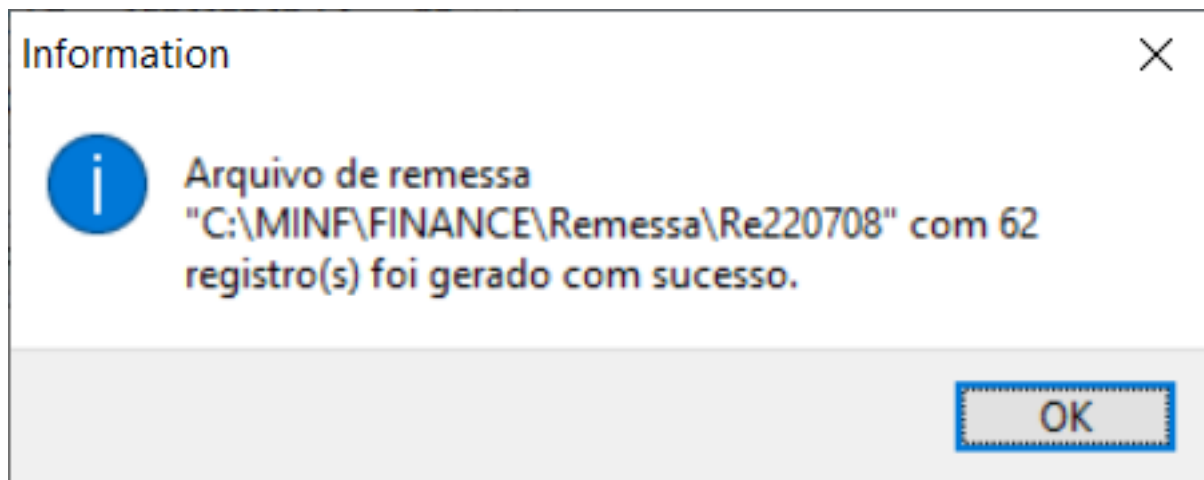 Information
Arquivo de remessa
"C:\MINF\FINANCE\Remessa\Re220708" com 62
registro(s) foi gerado com sucesso.
OK